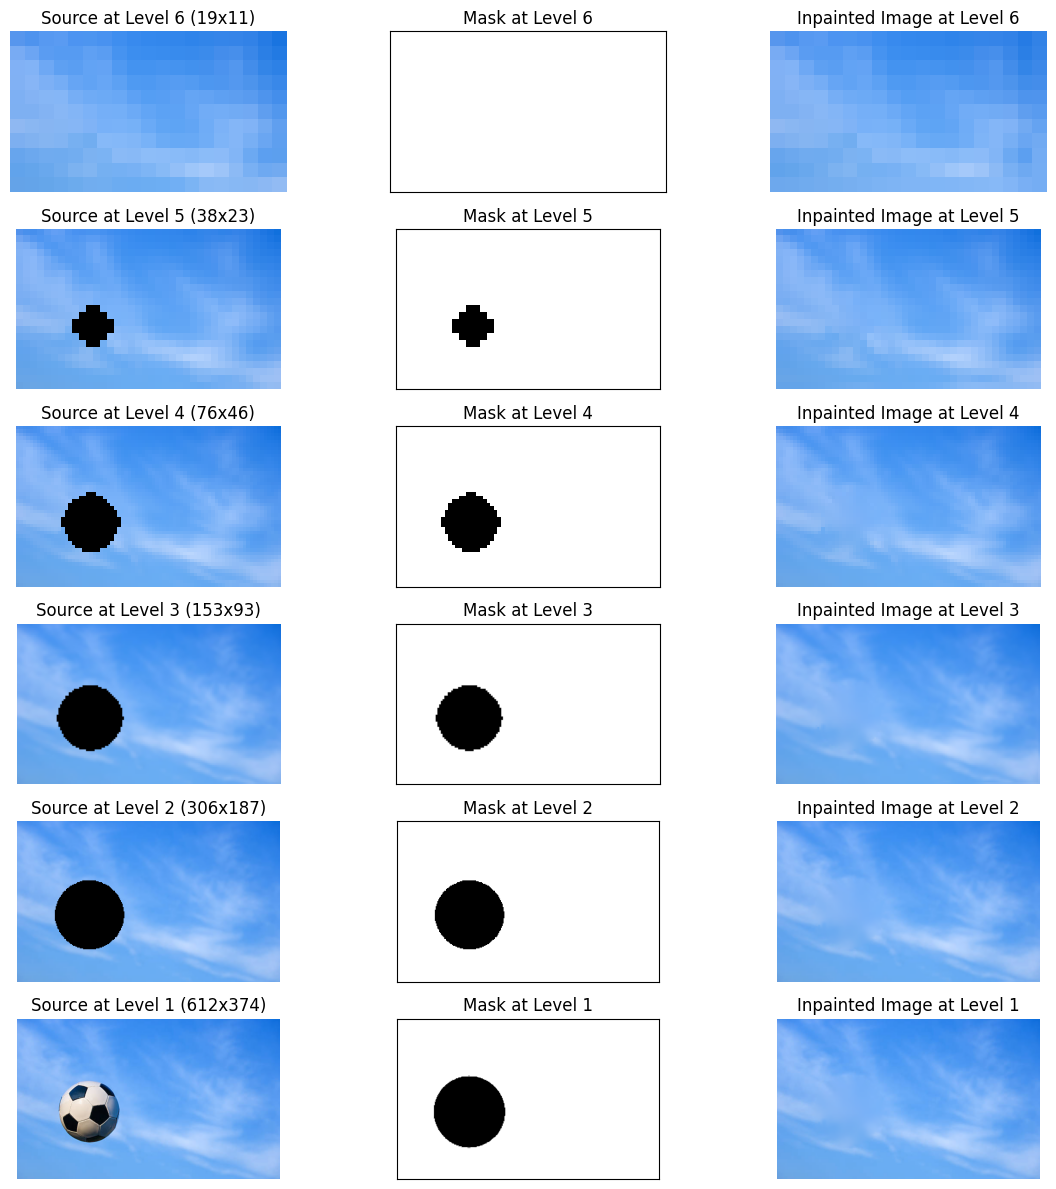 Source at Level 6 (19x11)
Mask at Level 6
Inpainted Image at Level 6
Source at Level 5 (38x23)
Mask at Level 5
Inpainted Image at Level 5
Source at Level 4 (76x46)
Mask at Level 4
Inpainted Image at Level 4
Source at Level 3 (153x93)
Mask at Level 3
Inpainted Image at Level 3
Source at Level 2 (306x187)
Mask at Level 2
Inpainted Image at Level 2
Source at Level 1 (612x374)
Mask at Level 1
Inpainted Image at Level 1